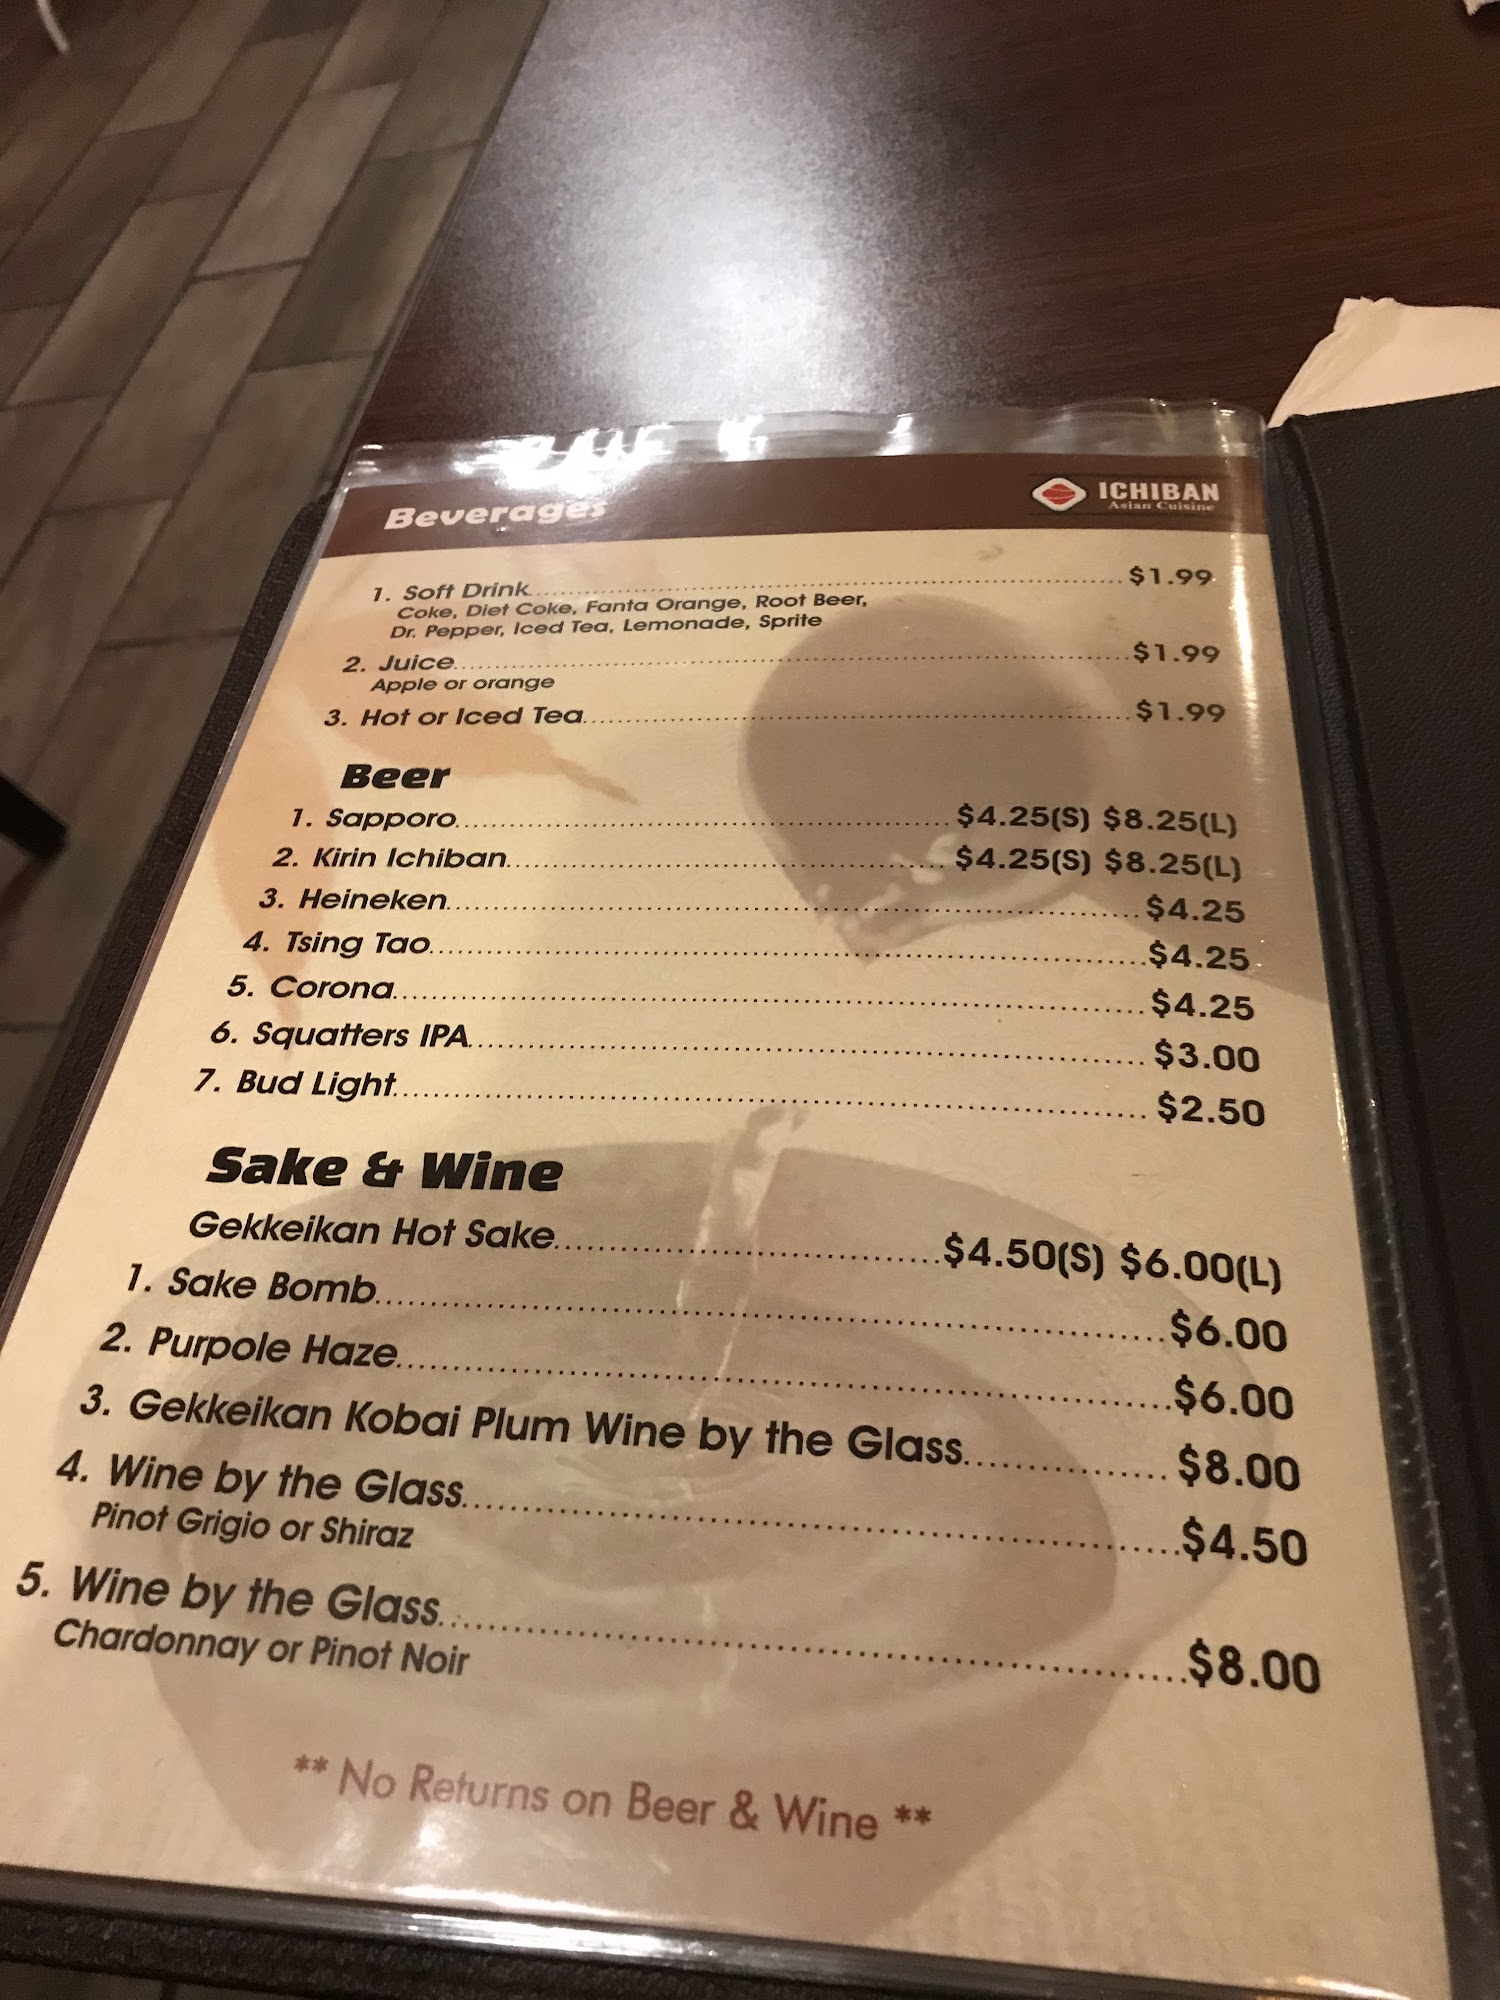 Beverages
ICHIBAN
Asian Cuisine
1. Soft Drink $1.99
Coke, Diet Coke, Fanta Orange, Root Beer,
Dr. Pepper, Iced Tea, Lemonade, Sprite
2. Juice $1.99
Apple or orange
3. Hot or Iced Tea $1.99
Beer
1. Sapporo $4.25(S) $8.25(L)
2. Kirin Ichiban $4.25(S) $8.25(L)
3. Heineken $4.25
4. Tsing Tao $4.25
5. Corona $4.25
6. Squatters IPA $3.00
7. Bud Light $2.50
Sake & Wine
Gekkeikan Hot Sake $4.50(S) $6.00(L)
1. Sake Bomb $6.00
2. Purpole Haze $6.00
3. Gekkeikan Kobai Plum Wine by the Glass $8.00
4. Wine by the Glass $4.50
Pinot Grigio or Shiraz
5. Wine by the Glass $8.00
Chardonnay or Pinot Noir
** No Returns on Beer & Wine **